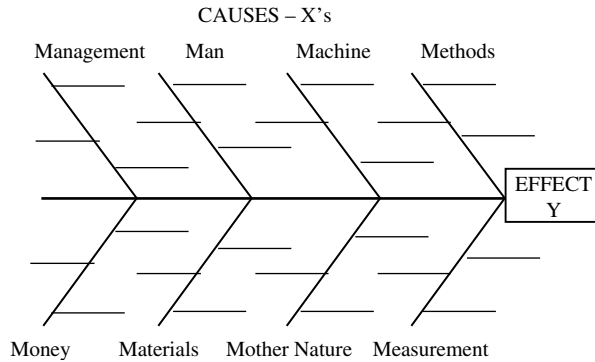 CAUSES – X's
Management Man Machine Methods
EFFECT
Y
Money Materials Mother Nature Measurement